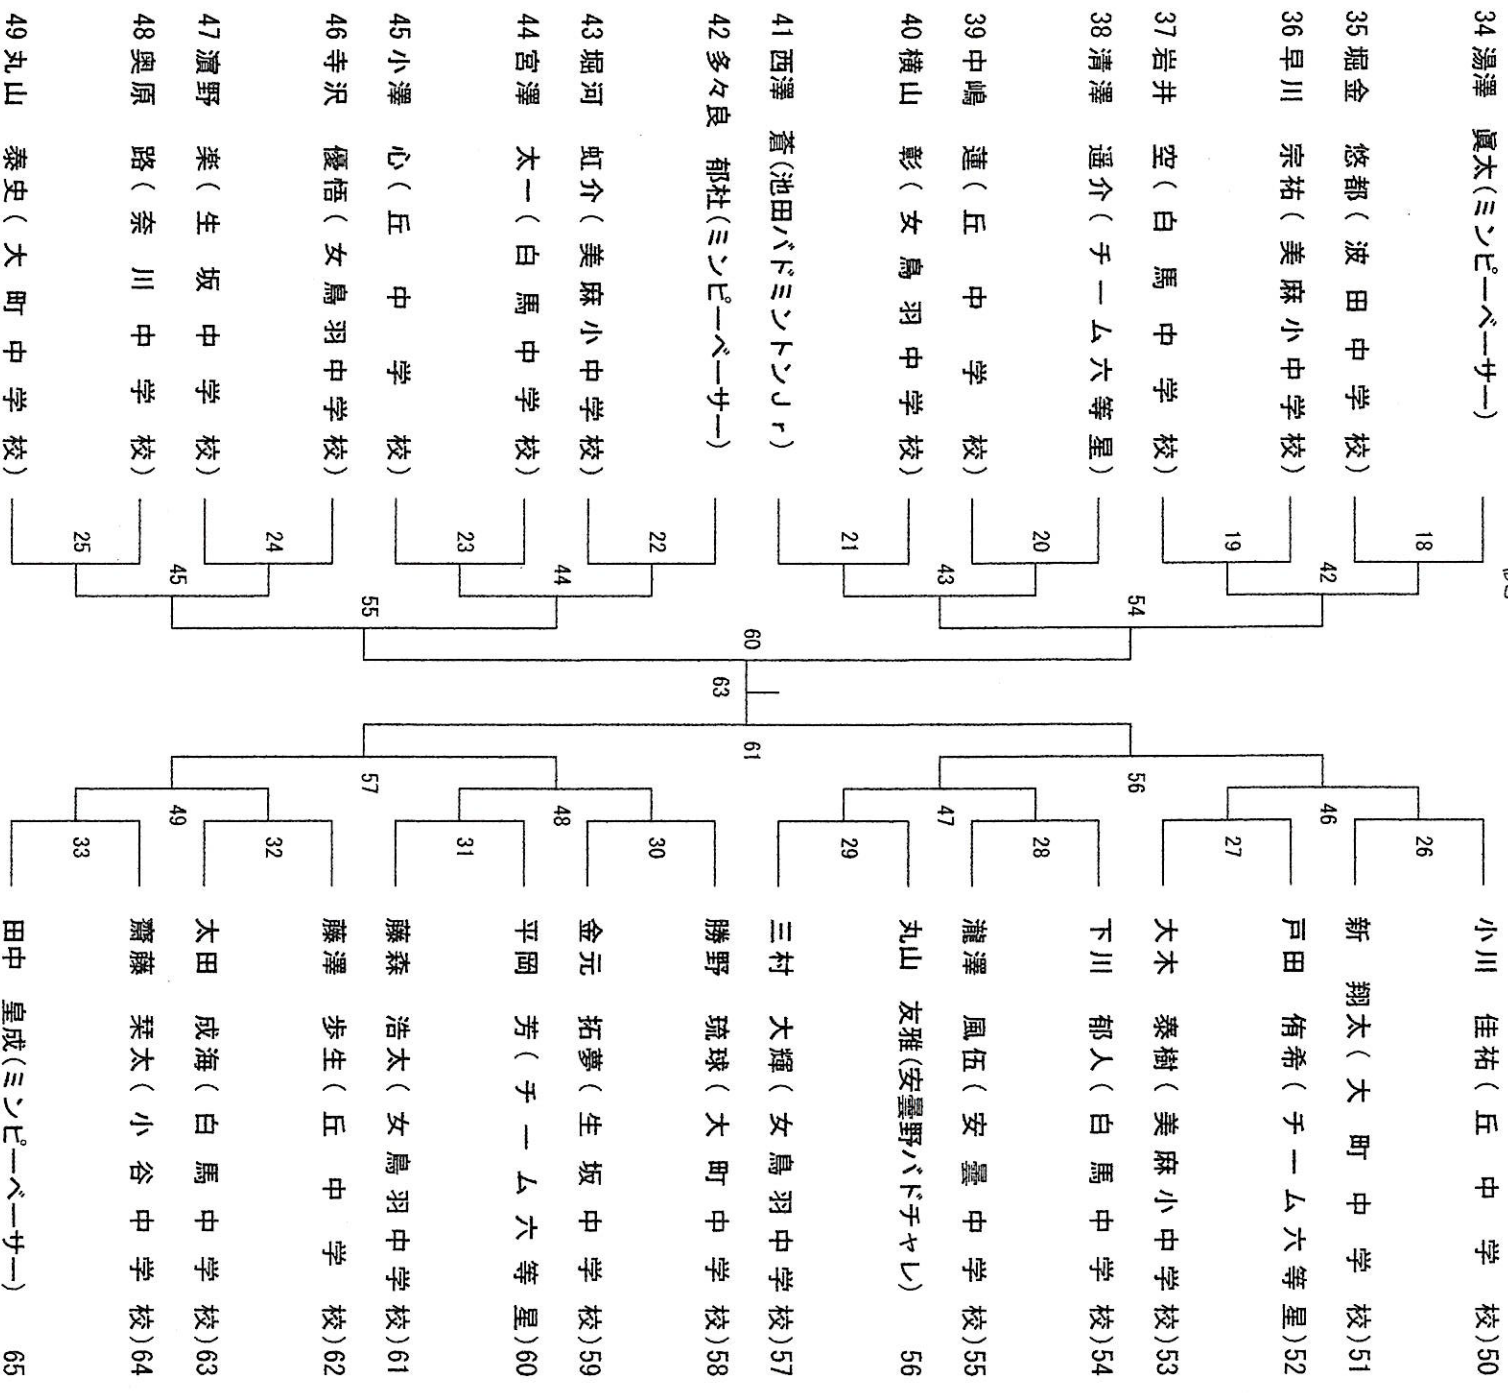 34 湯澤 眞太(ミンピーベーサー)
35 堀金 悠都(波田中学校)
36 早川 宗祐(美麻小中学校)
37 岩井 空(白馬中学校)
38 清澤 遥介(チーム六等星)
39 中嶋 蓮(丘中学校)
40 横山 彰(女鳥羽中学校)
41 西澤 蒼(池田バドミントンJr)
42 多々良 郁杜(ミンピーベーサー)
43 堀河 虹介(美麻小中学校)
44 宮澤 太一(白馬中学校)
45 小澤 心(丘中学校)
46 寺沢 優悟(女鳥羽中学校)
47 濵野 楽(生坂中学校)
48 奥原 路(奈川中学校)
49 丸山 泰史(大町中学校)
18
19
20
21
22
23
24
25
42
43
44
45
54
55
60
63
61
56
57
46
47
48
49
26
27
28
29
30
31
32
33
小川 佳祐(丘中学校)50
新 翔太(大町中学校)51
戸田 侑希(チーム六等星)52
大木 泰樹(美麻小中学校)53
下川 郁人(白馬中学校)54
瀧澤 風伍(安曇中学校)55
丸山 友雅(安曇野バドチャレ) 56
三村 大輝(女鳥羽中学校)57
勝野 琉球(大町中学校)58
金元 拓夢(生坂中学校)59
平岡 芳(チーム六等星)60
藤森 浩太(女鳥羽中学校)61
藤澤 歩生(丘中学校)62
太田 成海(白馬中学校)63
齋藤 栞太(小谷中学校)64
田中 皇成(ミンピーベーサー) 65